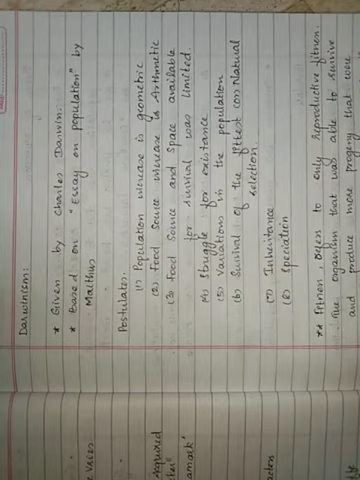 Darwinism:
* Given by Charles Darwin.
* Based on "Essay on population" by
Malthus
Postulates:
(1) Population increase is geometric
(2) food source increase is Arithmetic
(3) food source and space available
for survival was limited.
(4) Struggle for existance
(5) Variations in the population
(6) Survival of the fittest (or) Natural
selection
(7) Inheritance
(8) Speciation
** Fitness, refers to only Reproductive fitness.
The organism that was able to survive
and produce more progeny that were
varies
amark"